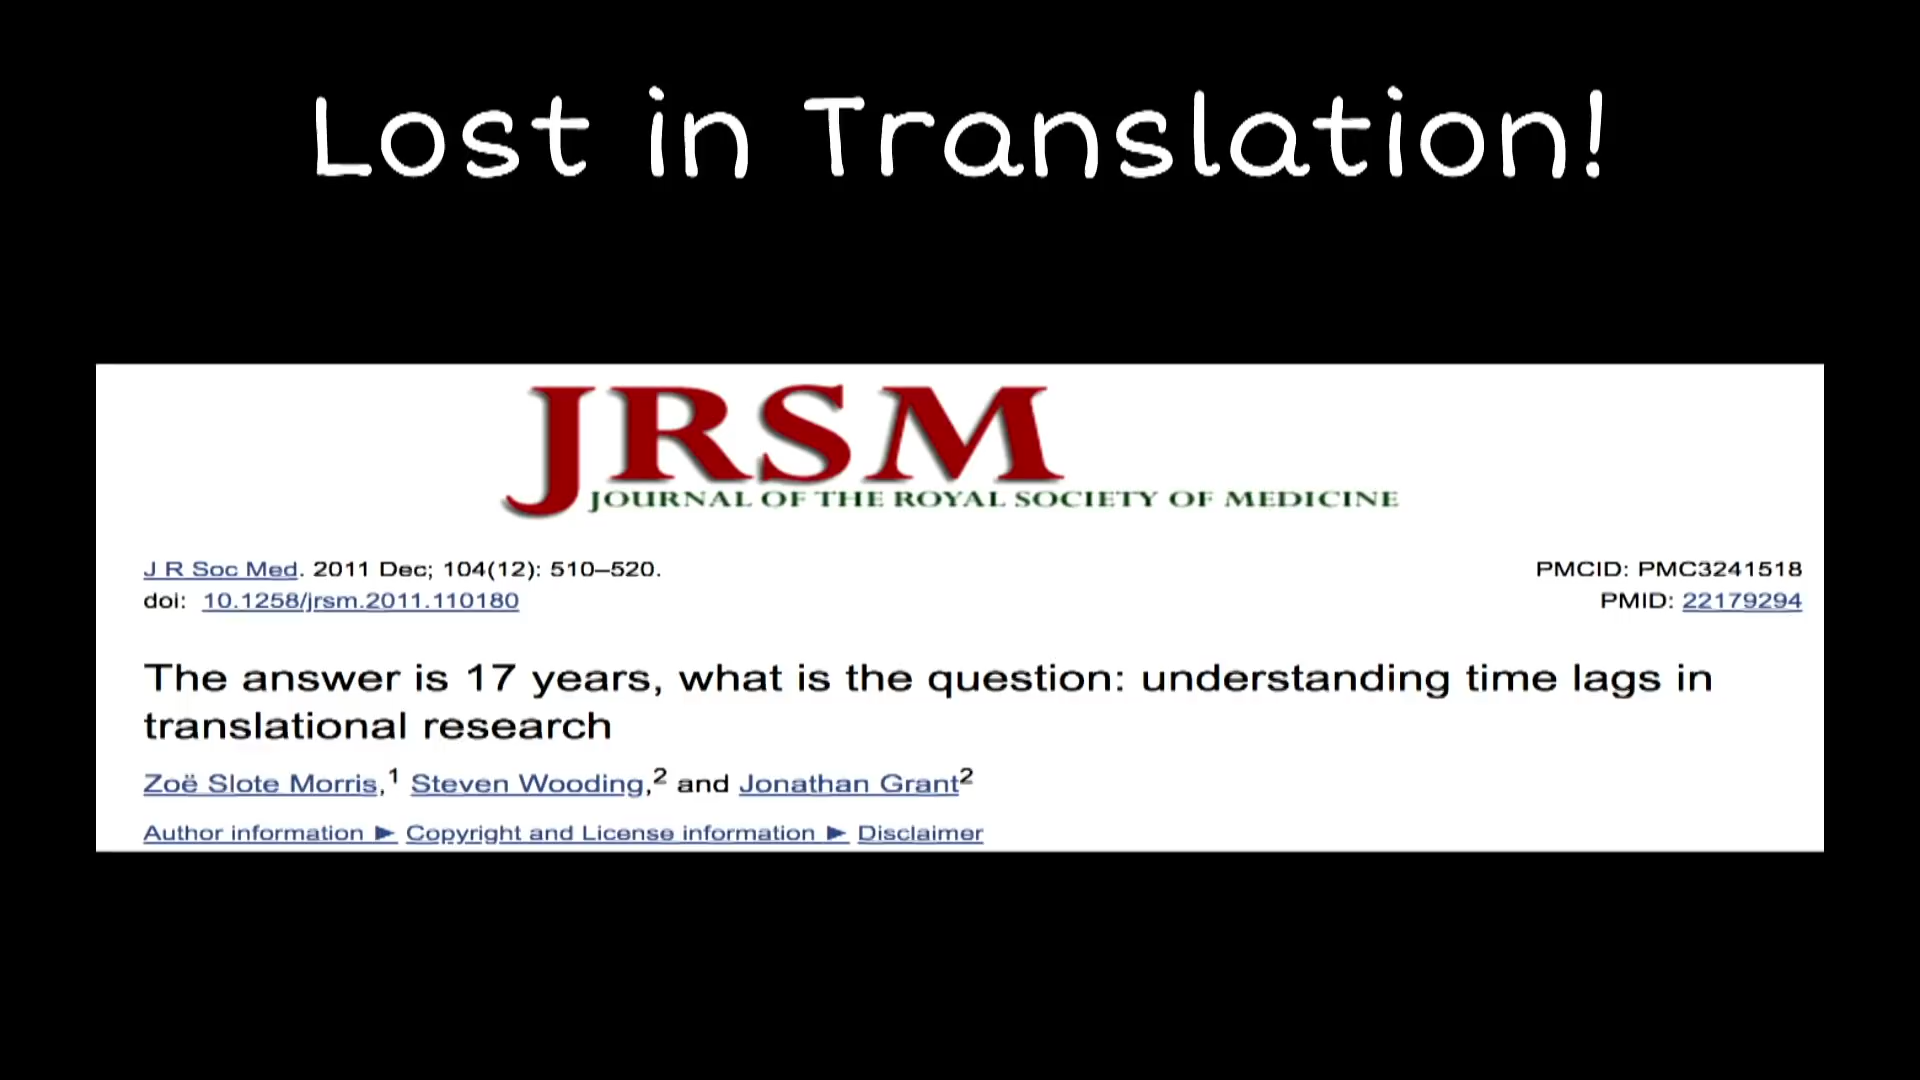 Lost in Translation!
JRSM
JOURNAL OF THE ROYAL SOCIETY OF MEDICINE
J R Soc Med. 2011 Dec; 104(12): 510–520.
PMCID: PMC3241518
doi: 10.1258/jrsm.2011.110180
PMID: 22179294
The answer is 17 years, what is the question: understanding time lags in
translational research
Zoë Slote Morris,1 Steven Wooding,2 and Jonathan Grant2
Author information ► Copyright and License information ► Disclaimer